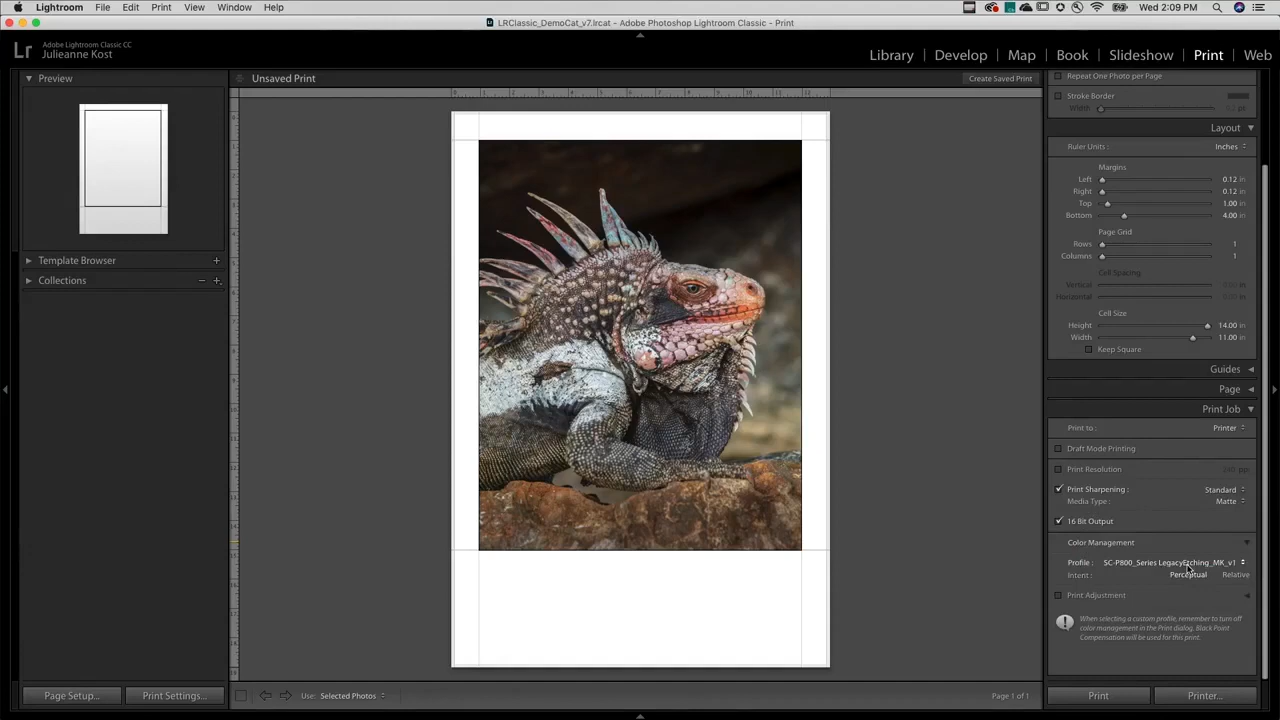 Lightroom File Edit Print View Window Help Wed 2:09 PM
LRClassic_DemoCat_v7.lrcat - Adobe Photoshop Lightroom Classic - Print
Lr Adobe Lightroom Classic CC
Julieanne Kost
Library Develop Map Book Slideshow Print Web
Preview
Unsaved Print
Create Saved Print
Template Browser
Collections
Repeat One Photo per Page
Stroke Border
Width
Layout
Ruler Units : Inches
Margins
Left 0.12 in
Right 0.12 in
Top 1.00 in
Bottom 4.00 in
Page Grid
Rows 1
Columns 1
Cell Spacing
Vertical
Horizontal
Cell Size
Height 14.00 in
Width 11.00 in
Keep Square
Guides
Page
Print Job
Print to : Printer
Draft Mode Printing
Print Resolution
Print Sharpening : Standard
Media Type : Matte
16 Bit Output
Color Management
Profile : SC-P800_Series LegacyEtching_MK_v1
Intent : Perceptual Relative
Print Adjustment
When selecting a custom profile, remember to turn off
color management in the Print dialog. Black Point
Compensation will be used for this print.
Page Setup... Print Settings...
Use: Selected Photos
Page 1 of 1
Print Printer...